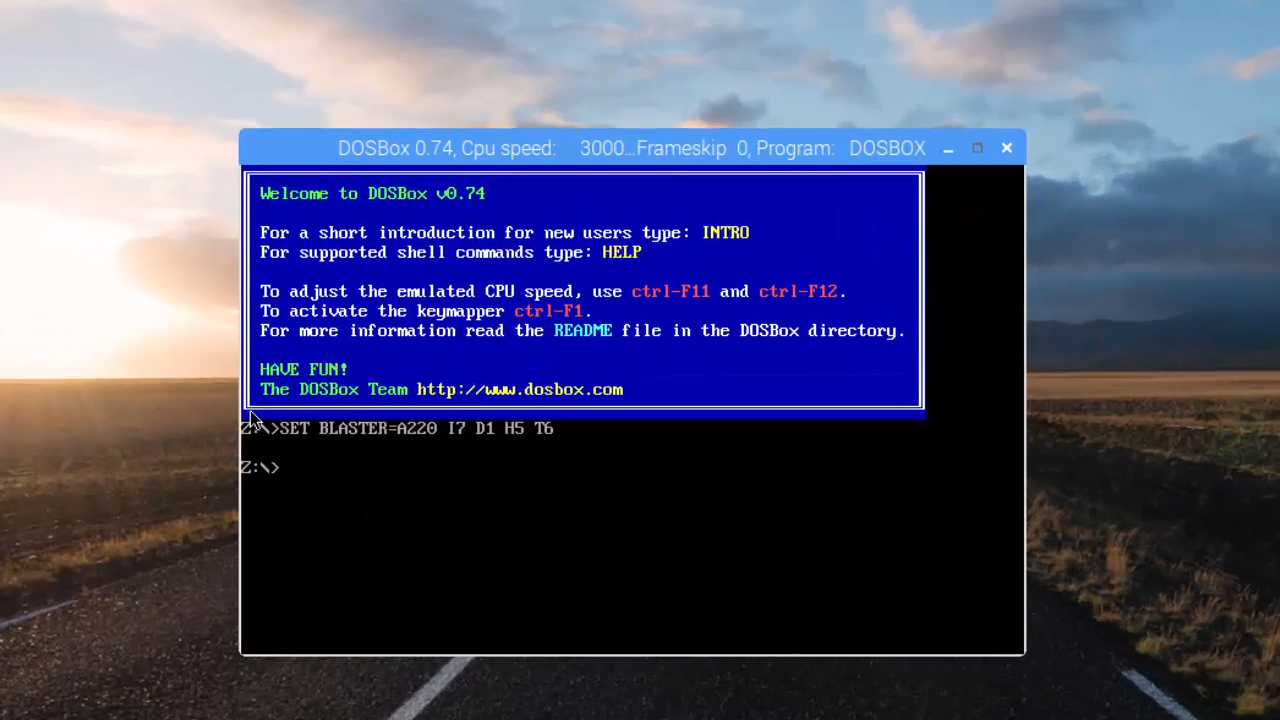 DOSBox 0.74, Cpu speed: 3000...Frameskip 0, Program: DOSBOX
Welcome to DOSBox v0.74
For a short introduction for new users type: INTRO
For supported shell commands type: HELP
To adjust the emulated CPU speed, use ctrl-F11 and ctrl-F12.
To activate the keymapper ctrl-F1.
For more information read the README file in the DOSBox directory.
HAVE FUN!
The DOSBox Team http://www.dosbox.com
Z:\>SET BLASTER=A220 I7 D1 H5 T6
Z:\>